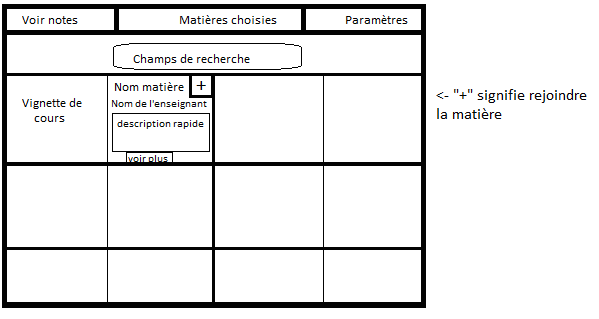 Voir notes
Matières choisies
Paramètres
Champs de recherche
Vignette de
cours
Nom matière
+
Nom de l'enseignant
description rapide
voir plus
<- "+" signifie rejoindre
la matière